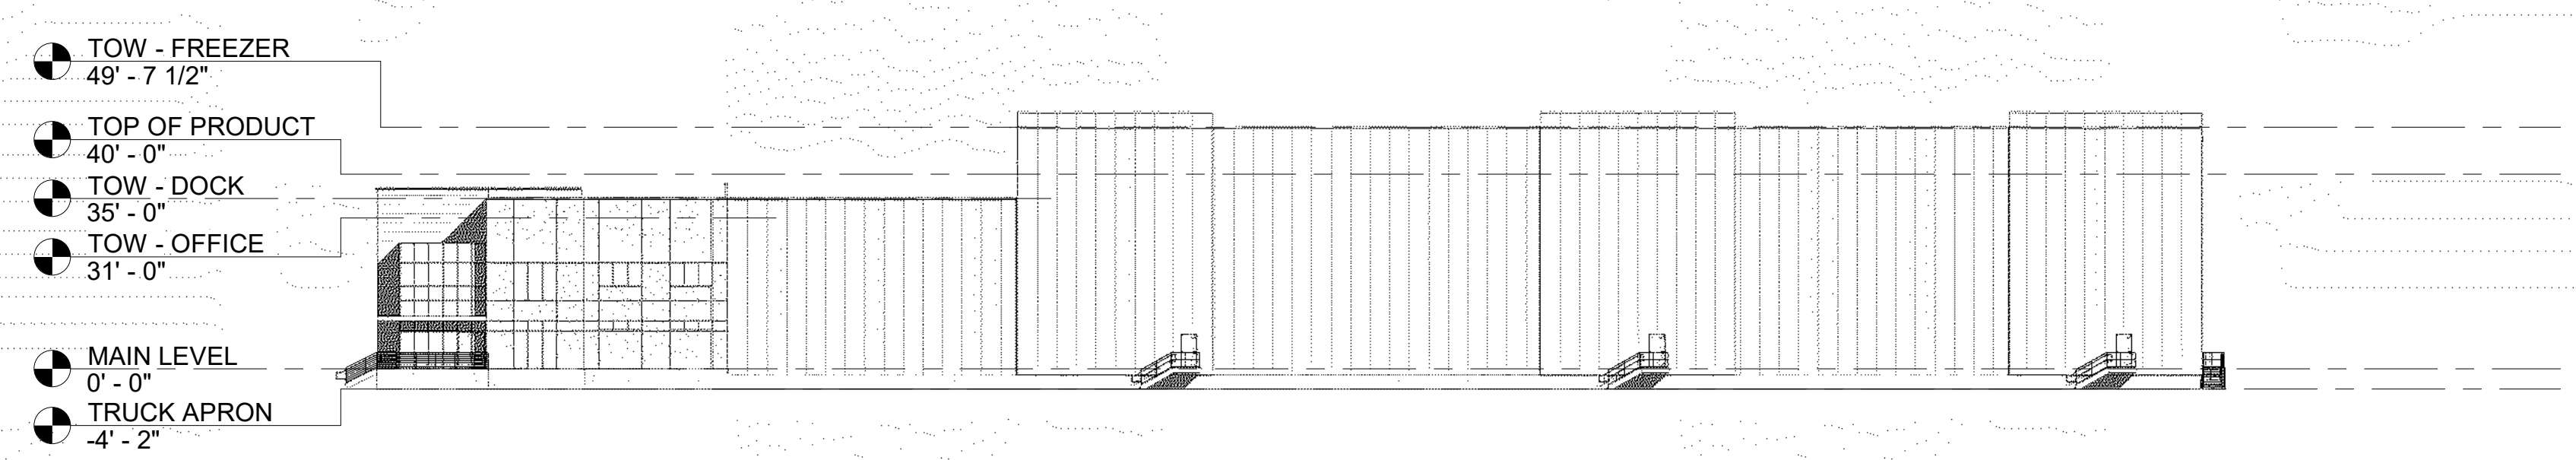 TOW - FREEZER
49' - 7 1/2"
TOP OF PRODUCT
40' - 0"
TOW - DOCK
35' - 0"
TOW - OFFICE
31' - 0"
MAIN LEVEL
0' - 0"
TRUCK APRON
-4' - 2"